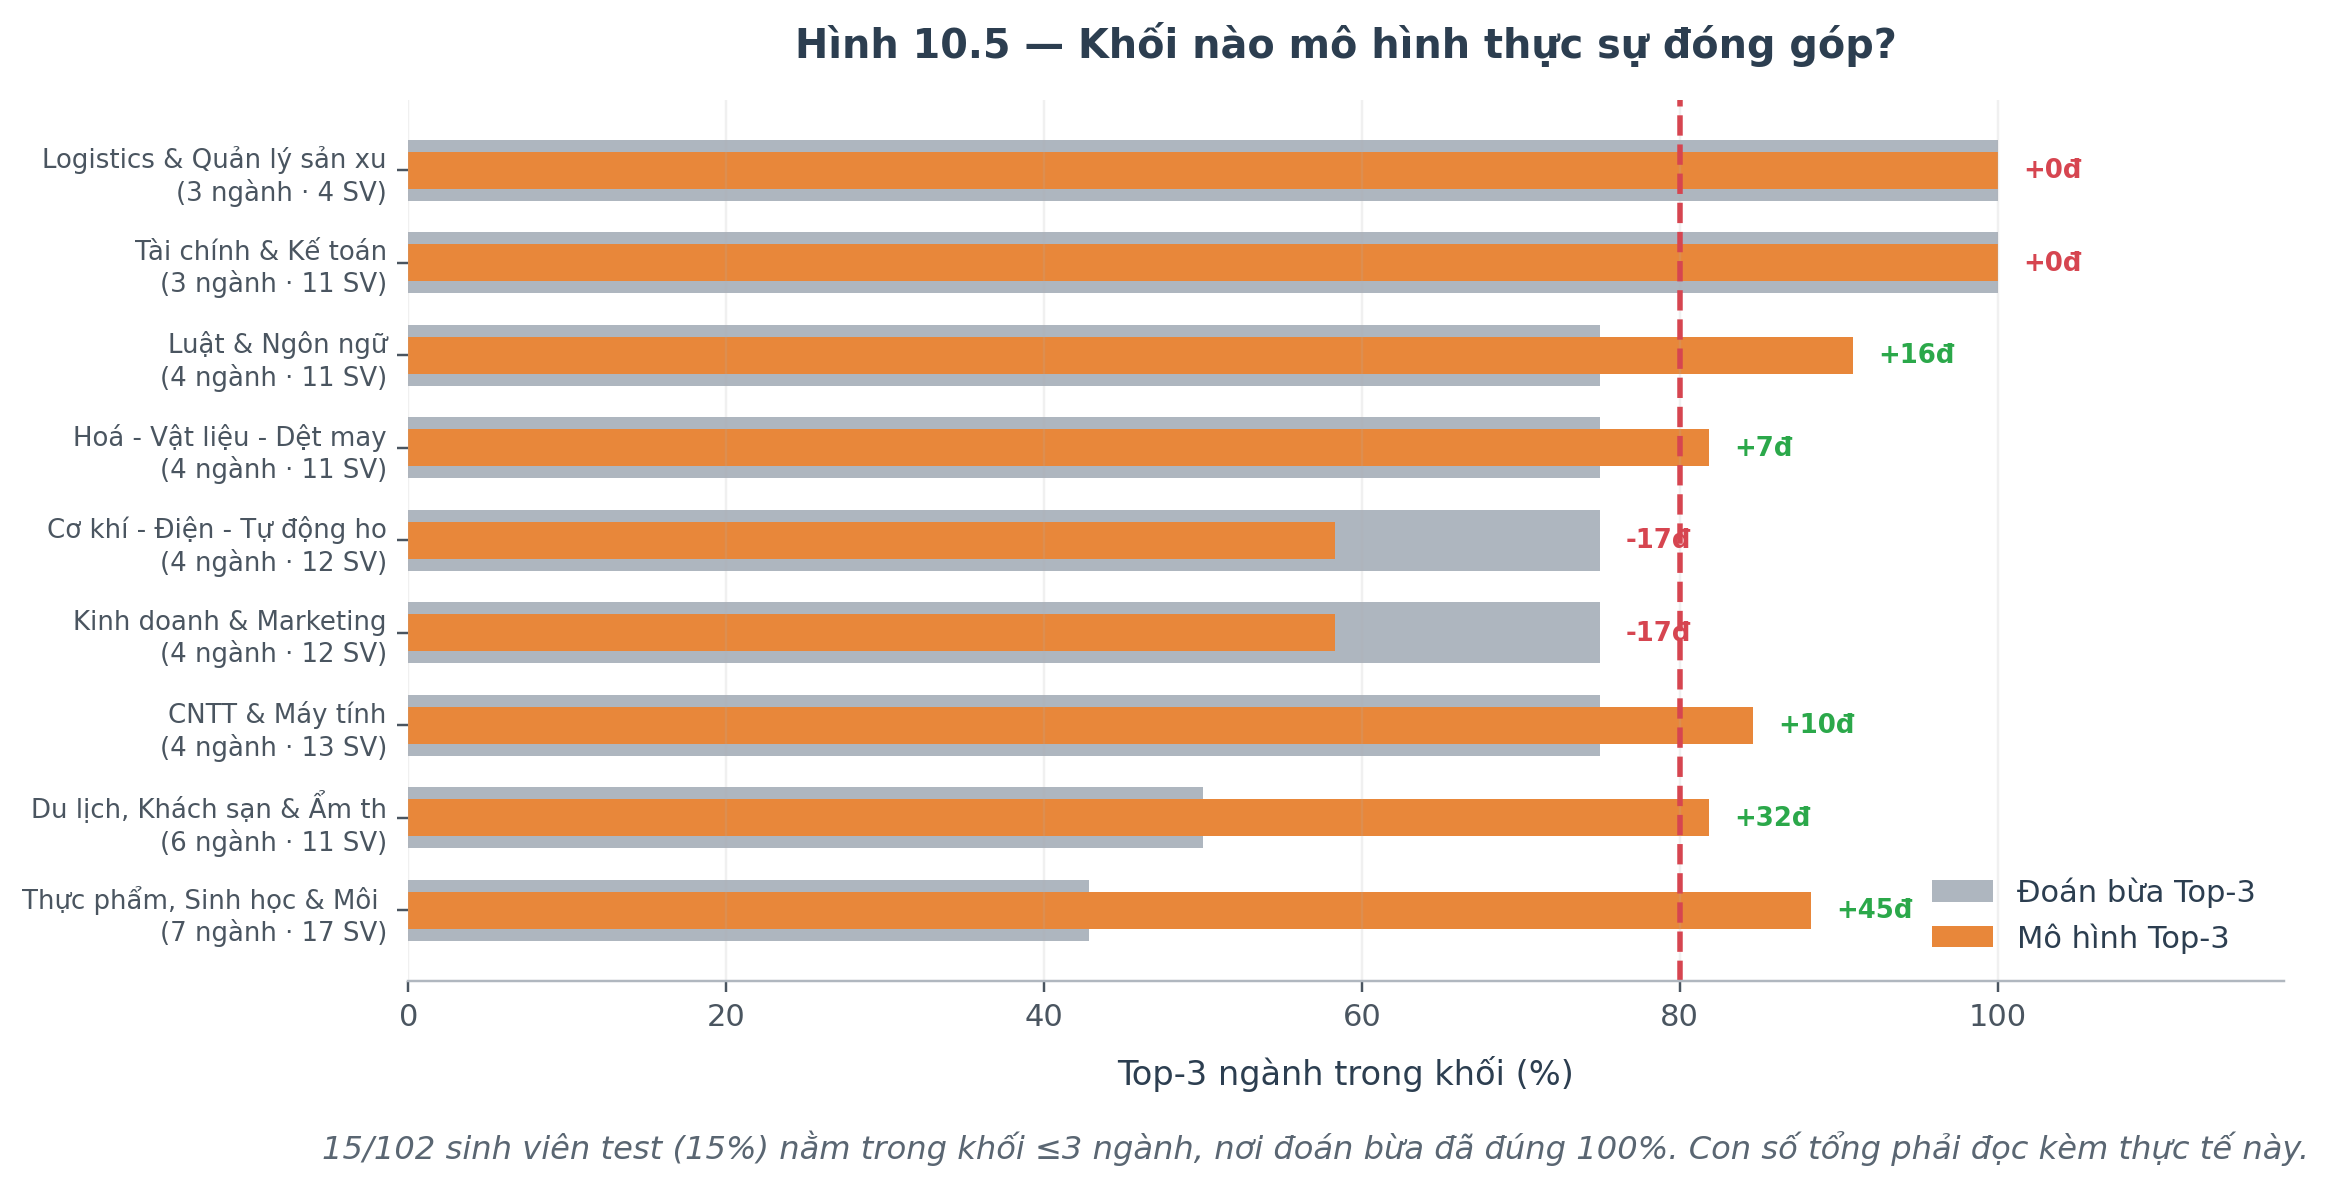 Hình 10.5 — Khối nào mô hình thực sự đóng góp?
Logistics & Quản lý sản xu
(3 ngành · 4 SV)
+0đ
Tài chính & Kế toán
(3 ngành · 11 SV)
+0đ
Luật & Ngôn ngữ
(4 ngành · 11 SV)
+16đ
Hoá - Vật liệu - Dệt may
(4 ngành · 11 SV)
+7đ
Cơ khí - Điện - Tự động ho
(4 ngành · 12 SV)
-17đ
Kinh doanh & Marketing
(4 ngành · 12 SV)
-17đ
CNTT & Máy tính
(4 ngành · 13 SV)
+10đ
Du lịch, Khách sạn & Ẩm th
(6 ngành · 11 SV)
+32đ
Thực phẩm, Sinh học & Môi
(7 ngành · 17 SV)
+45đ
Đoán bừa Top-3
Mô hình Top-3
0 20 40 60 80 100
Top-3 ngành trong khối (%)
15/102 sinh viên test (15%) nằm trong khối ≤3 ngành, nơi đoán bừa đã đúng 100%. Con số tổng phải đọc kèm thực tế này.